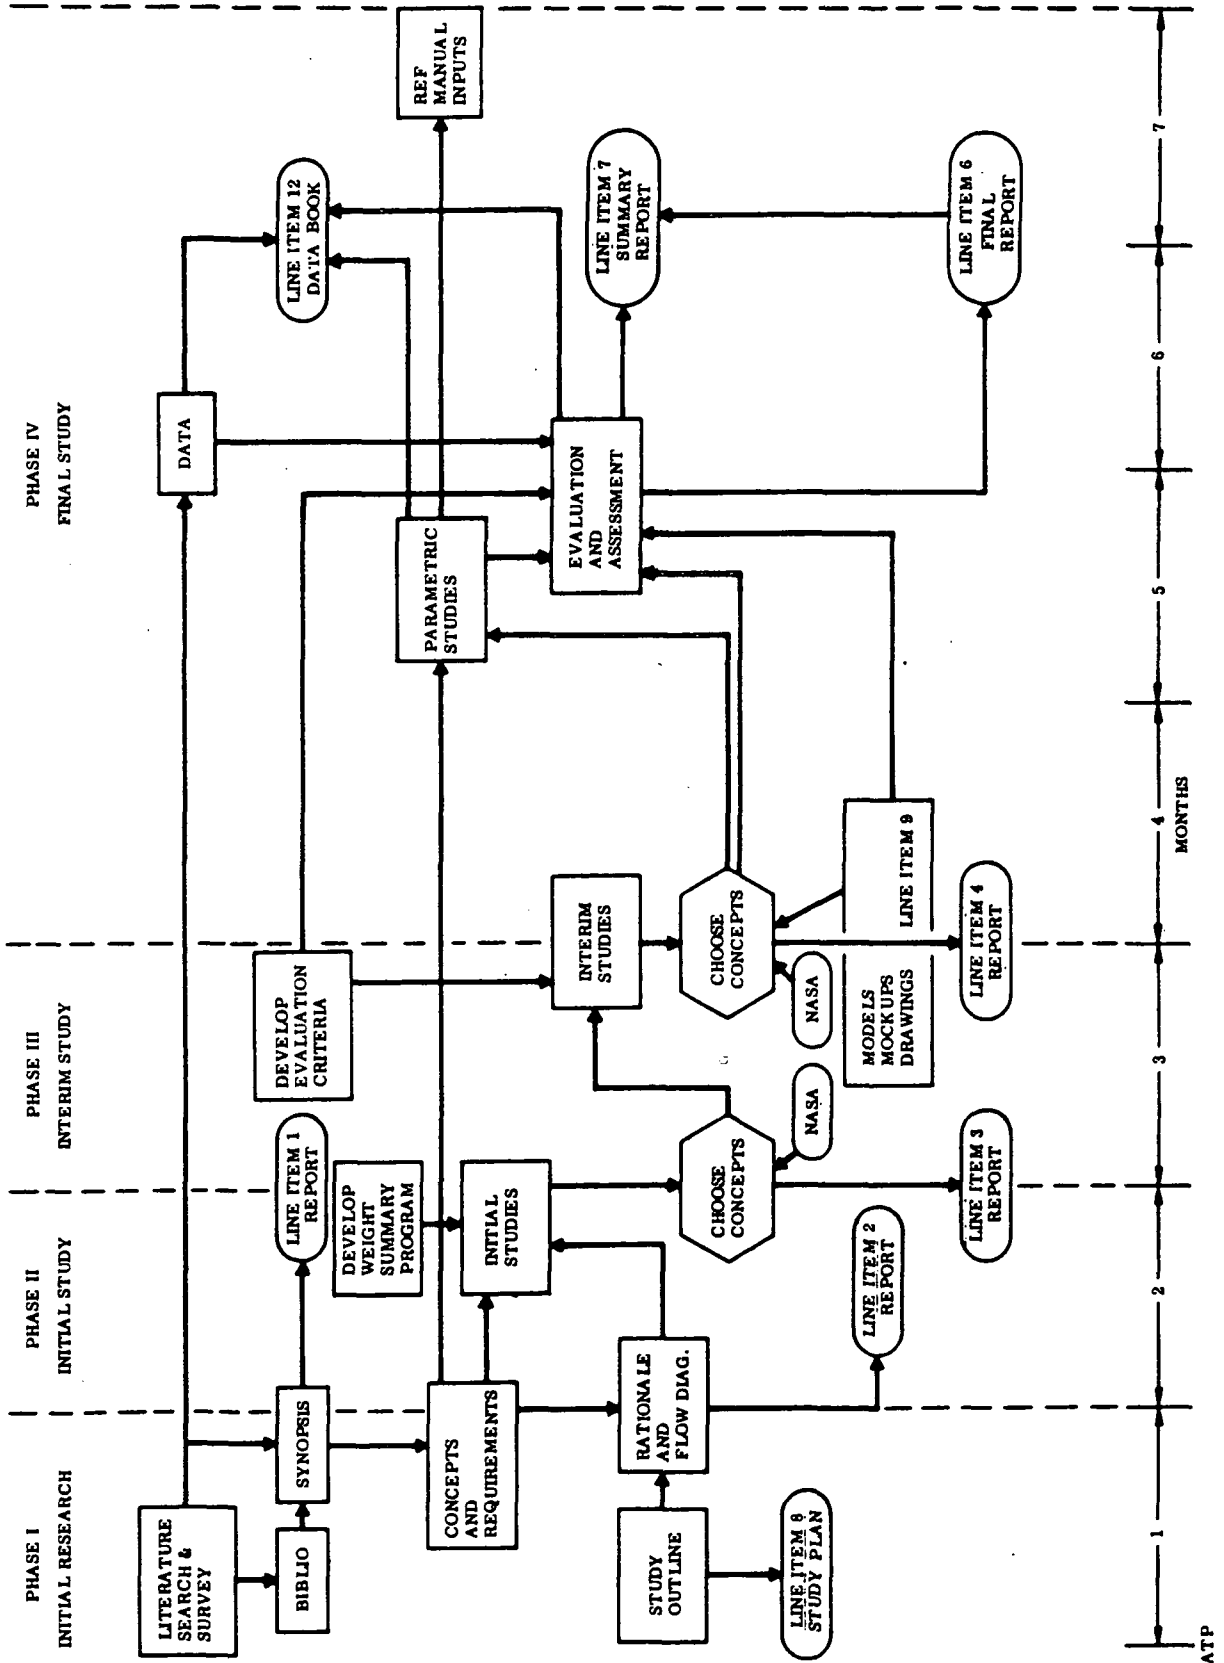 PHASE I
INITIAL RESEARCH
PHASE II
INITIAL STUDY
PHASE III
INTERIM STUDY
PHASE IV
FINAL STUDY
LITERATURE
SEARCH &
SURVEY
BIBLIO
SYNOPSIS
LINE ITEM 1
REPORT
DEVELOP
EVALUATION
CRITERIA
DATA
LINE ITEM 12
DATA BOOK
DEVELOP
WEIGHT
SUMMARY
PROGRAM
CONCEPTS
AND
REQUIREMENTS
INITIAL
STUDIES
PARAMETRIC
STUDIES
REF
MANUAL
INPUTS
STUDY
OUTLINE
RATIONALE
AND
FLOW DIAG.
INTERIM
STUDIES
EVALUATION
AND
ASSESSMENT
LINE ITEM 7
SUMMARY
REPORT
CHOOSE
CONCEPTS
CHOOSE
CONCEPTS
LINE ITEM 8
STUDY PLAN
NASA
NASA
LINE ITEM 2
REPORT
MODELS
MOCKUPS
DRAWINGS
LINE ITEM 9
LINE ITEM 3
REPORT
LINE ITEM 4
REPORT
LINE ITEM 6
FINAL
REPORT
1
2
3
4
5
6
7
MONTHS
ATP